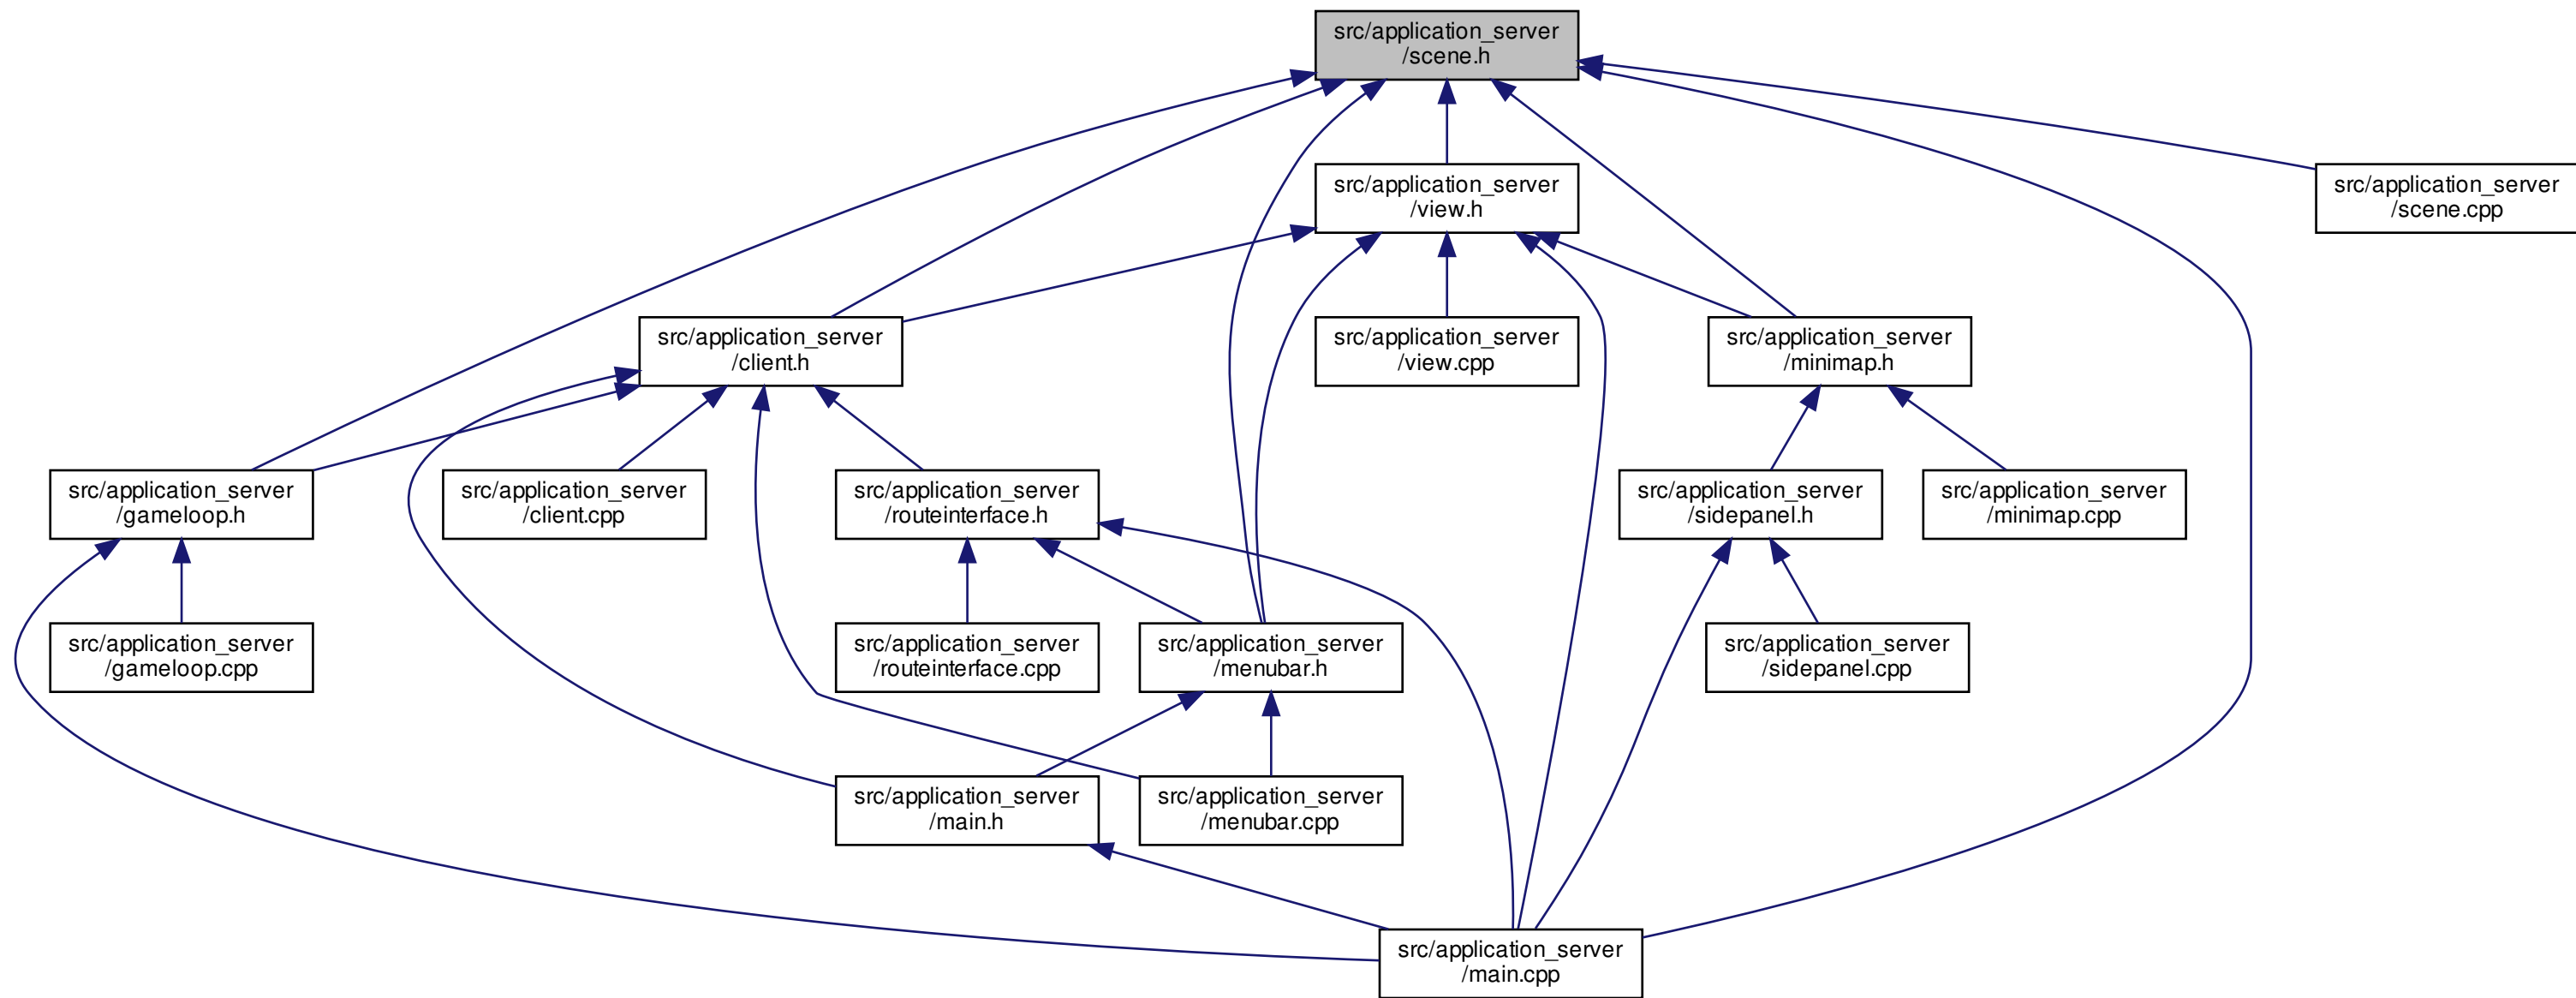 src/application_server
/scene.h
src/application_server
/view.h
src/application_server
/scene.cpp
src/application_server
/client.h
src/application_server
/view.cpp
src/application_server
/minimap.h
src/application_server
/gameloop.h
src/application_server
/client.cpp
src/application_server
/routeinterface.h
src/application_server
/sidepanel.h
src/application_server
/minimap.cpp
src/application_server
/gameloop.cpp
src/application_server
/routeinterface.cpp
src/application_server
/menubar.h
src/application_server
/sidepanel.cpp
src/application_server
/main.h
src/application_server
/menubar.cpp
src/application_server
/main.cpp